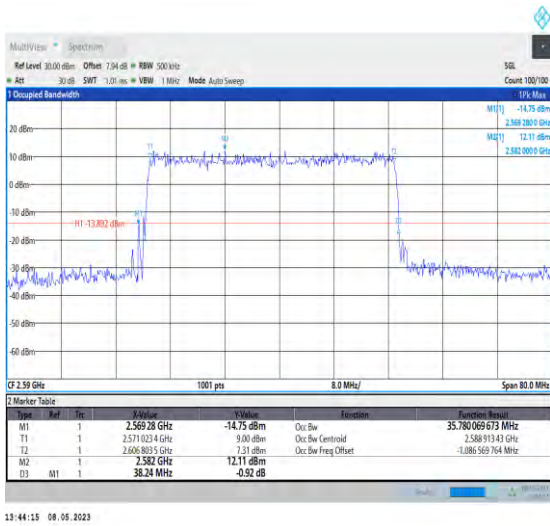 MultiView Spectrum
Ref Level 30.00 dBm Offset 7.94 dB RBW 500 kHz SGL
Att 30 dB SWT 1.01 ms VBW 1 MHz Mode Auto Sweep Count 100/100
1 Occupied Bandwidth 1Pk Max
M1[1] -14.75 dBm
2.569 280 0 GHz
M2[1] 12.11 dBm
2.582 000 0 GHz
20 dBm
10 dBm
0 dBm
-10 dBm
H1 -13.892 dBm
-20 dBm
-30 dBm
-40 dBm
-50 dBm
-60 dBm
CF 2.59 GHz 1001 pts 8.0 MHz/ Span 80.0 MHz
2 Marker Table
Type Ref Trc X-Value Y-Value Function Function Result
M1 1 2.569 28 GHz -14.75 dBm Occ Bw 35.780 069 673 MHz
T1 1 2.571 023 4 GHz 9.00 dBm Occ Bw Centroid 2.588 913 43 GHz
T2 1 2.606 803 5 GHz 7.31 dBm Occ Bw Freq Offset -1.086 569 764 MHz
M2 1 2.582 GHz 12.11 dBm
D3 M1 1 38.24 MHz -0.92 dB
13:44:15 08.05.2023